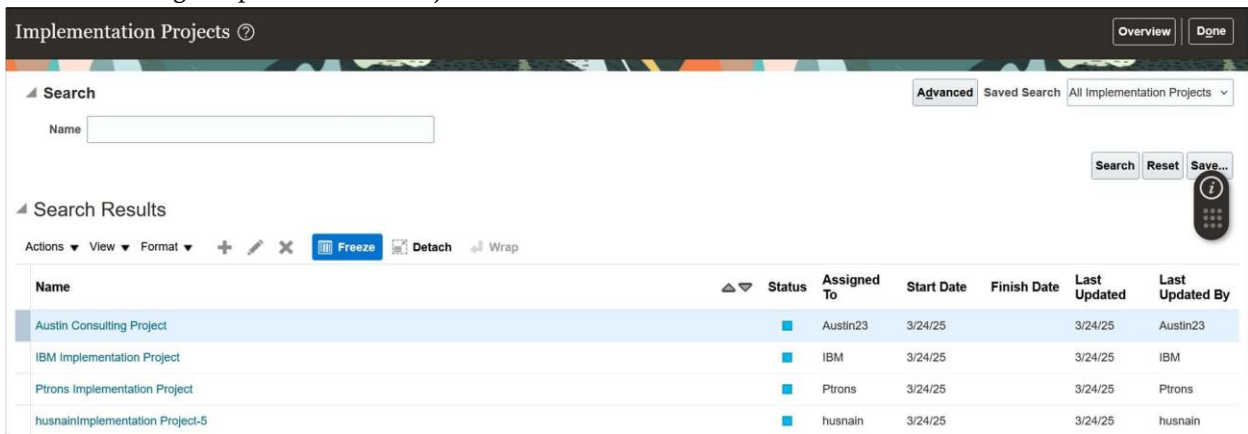 Implementation Projects ?
Overview Done
Search
Advanced Saved Search All Implementation Projects
Name
Search Reset Save...
i
Search Results
Actions View Format Freeze Detach Wrap
Name Status Assigned To Start Date Finish Date Last Updated Last Updated By
Austin Consulting Project Austin23 3/24/25 3/24/25 Austin23
IBM Implementation Project IBM 3/24/25 3/24/25 IBM
Ptrons Implementation Project Ptrons 3/24/25 3/24/25 Ptrons
husnainImplementation Project-5 husnain 3/24/25 3/24/25 husnain